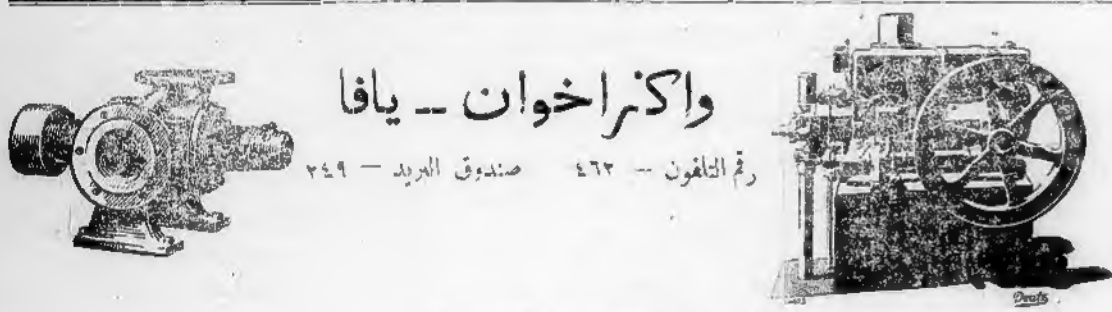 واكنر اخوان — يافا
رقم التلفون — ٤٦٢ صندوق البريد — ٢٤٩
Deutz